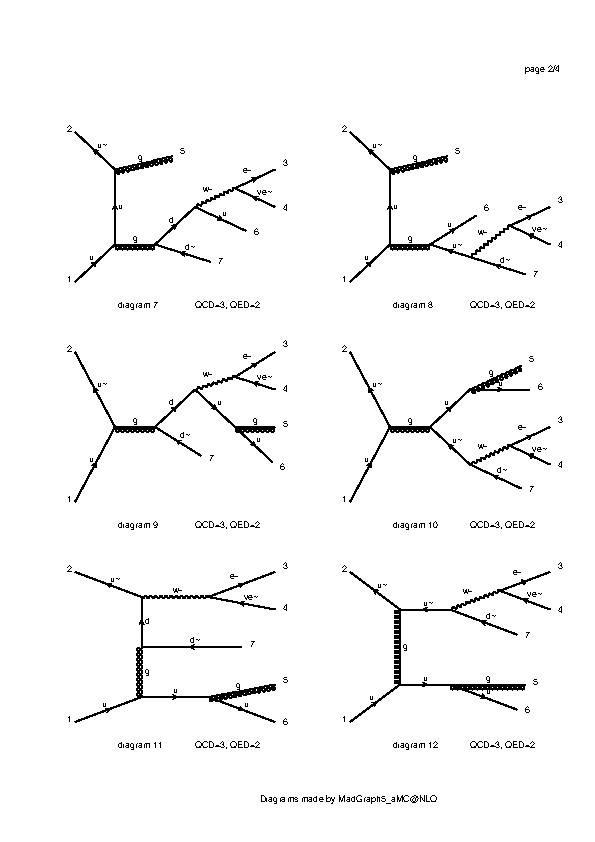 page 2/4
2 u~ g 5 3
e-
w-
ve~ 4
d
u u 6
g d~ 7
1 u
diagram 7 QCD=3, QED=2
2 u~ g 5
6 3
e-
u ve~
u w- 4
g u~
d~ 7
1 u
diagram 8 QCD=3, QED=2
2 3
e-
w- ve~
u~ 4
d u
g g 5
u d~ u
7 6
1
diagram 9 QCD=3, QED=2
2 5
g
u~ u 6
u
g 3
e-
u u~ w- ve~
4
d~ 7
1
diagram 10 QCD=3, QED=2
2 u~ 3
e-
w- ve~
4
d
d~ 7
g
g 5
u u
1 u 6
diagram 11 QCD=3, QED=2
2 u~ 3
e-
w- ve~
u~ 4
d~ 7
g
u g 5
u
u 6
1
diagram 12 QCD=3, QED=2
Diagrams made by MadGraph5_aMC@NLO